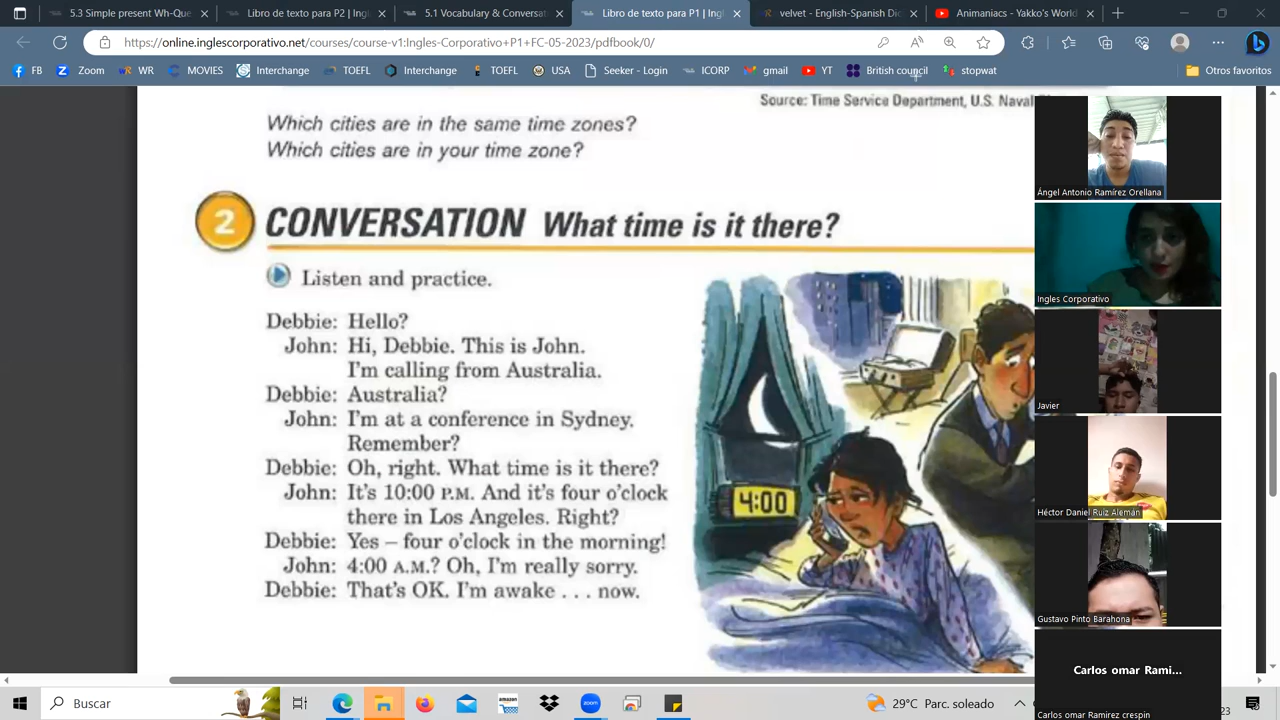 5.3 Simple present Wh-Que
Libro de texto para P2 | Ingl
5.1 Vocabulary & Conversati
Libro de texto para P1 | Ingl
velvet - English-Spanish Dic
Animaniacs - Yakko's World
https://online.inglescorporativo.net/courses/course-v1:Ingles-Corporativo+P1+FC-05-2023/pdfbook/0/
FB
Zoom
WR
MOVIES
Interchange
TOEFL
Interchange
TOEFL
USA
Seeker - Login
ICORP
gmail
YT
British council
stopwat
Otros favoritos
Source: Time Service Department, U.S. Naval
Which cities are in the same time zones?
Which cities are in your time zone?
2 CONVERSATION What time is it there?
Listen and practice.
Debbie: Hello?
John: Hi, Debbie. This is John.
I'm calling from Australia.
Debbie: Australia?
John: I'm at a conference in Sydney.
Remember?
Debbie: Oh, right. What time is it there?
John: It's 10:00 P.M. And it's four o'clock
there in Los Angeles. Right?
Debbie: Yes – four o'clock in the morning!
John: 4:00 A.M.? Oh, I'm really sorry.
Debbie: That's OK. I'm awake . . . now.
4:00
Ángel Antonio Ramírez Orellana
Ingles Corporativo
Javier
Héctor Daniel Ruiz Alemán
Gustavo Pinto Barahona
Carlos omar Rami...
Carlos omar Ramirez crespin
Buscar
amazon
zoom
29°C Parc. soleado
23